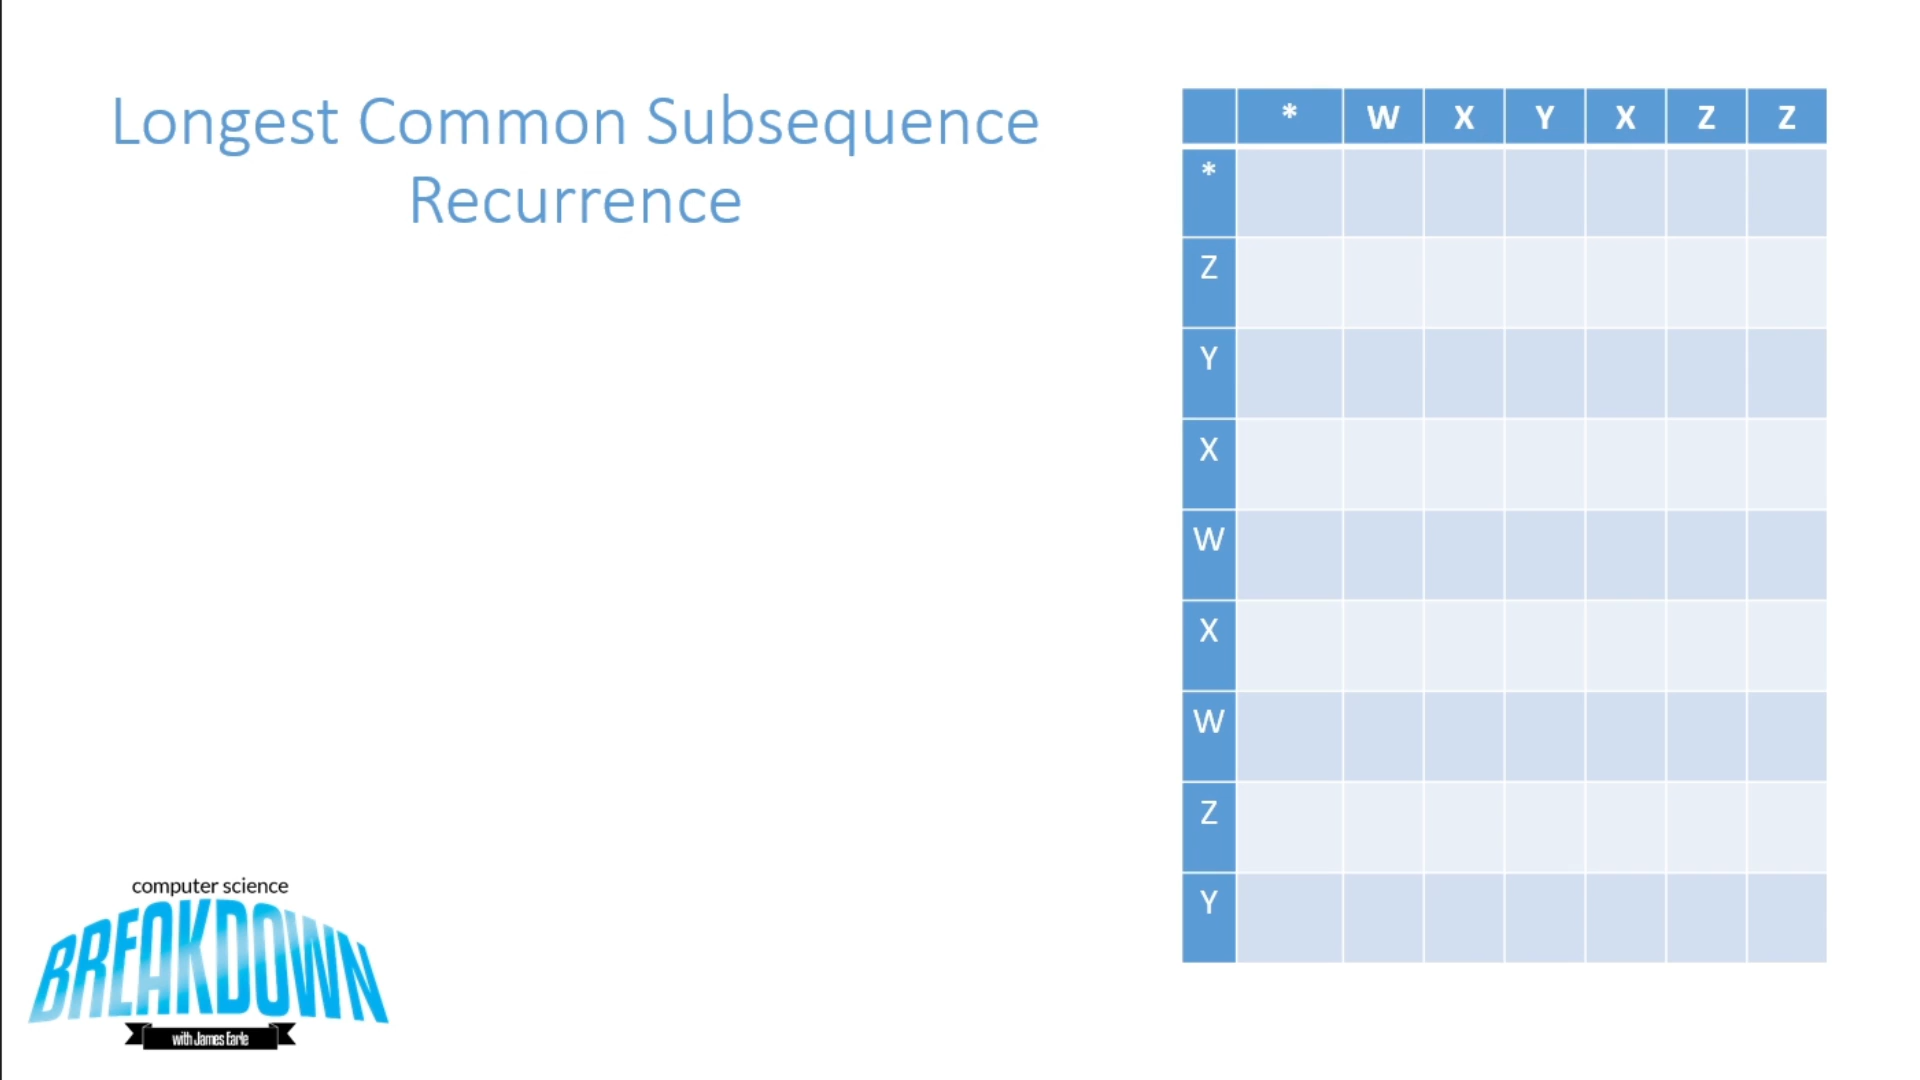 Longest Common Subsequence
Recurrence
* W X Y X Z Z
*
Z
Y
X
W
X
W
Z
Y
computer science
BREAKDOWN
with James Earle